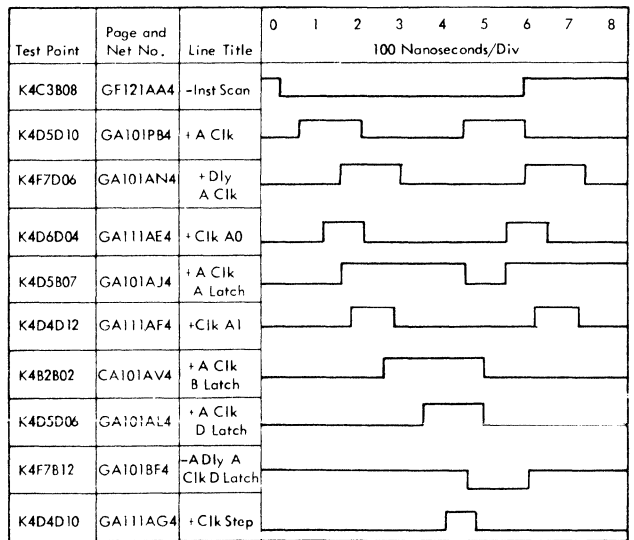 Test Point Page and Net No. Line Title 0 1 2 3 4 5 6 7 8
100 Nanoseconds/Div
K4C3B08 GF121AA4 -Inst Scan
K4D5D10 GA101PB4 +A Clk
K4F7D06 GA101AN4 +Dly A Clk
K4D6D04 GA111AE4 +Clk A0
K4D5B07 GA101AJ4 +A Clk A Latch
K4D4D12 GA111AF4 +Clk A1
K4B2B02 CA101AV4 +A Clk B Latch
K4D5D06 GA101AL4 +A Clk D Latch
K4F7B12 GA101BF4 -A Dly A Clk D Latch
K4D4D10 GA111AG4 +Clk Step